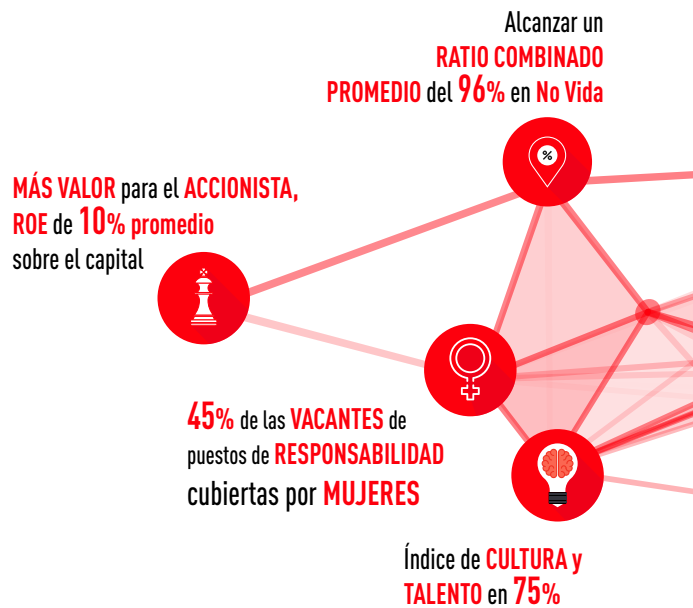 Alcanzar un
RATIO COMBINADO
PROMEDIO del 96% en No Vida
%
MÁS VALOR para el ACCIONISTA,
ROE de 10% promedio
sobre el capital
45% de las VACANTES de
puestos de RESPONSABILIDAD
cubiertas por MUJERES
Índice de CULTURA y
TALENTO en 75%